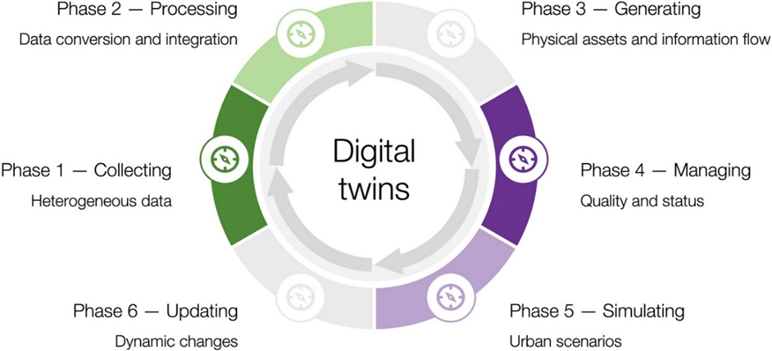 Phase 2 — Processing
Data conversion and integration
Phase 3 — Generating
Physical assets and information flow
Phase 1 — Collecting
Heterogeneous data
Digital
twins
Phase 4 — Managing
Quality and status
Phase 6 — Updating
Dynamic changes
Phase 5 — Simulating
Urban scenarios